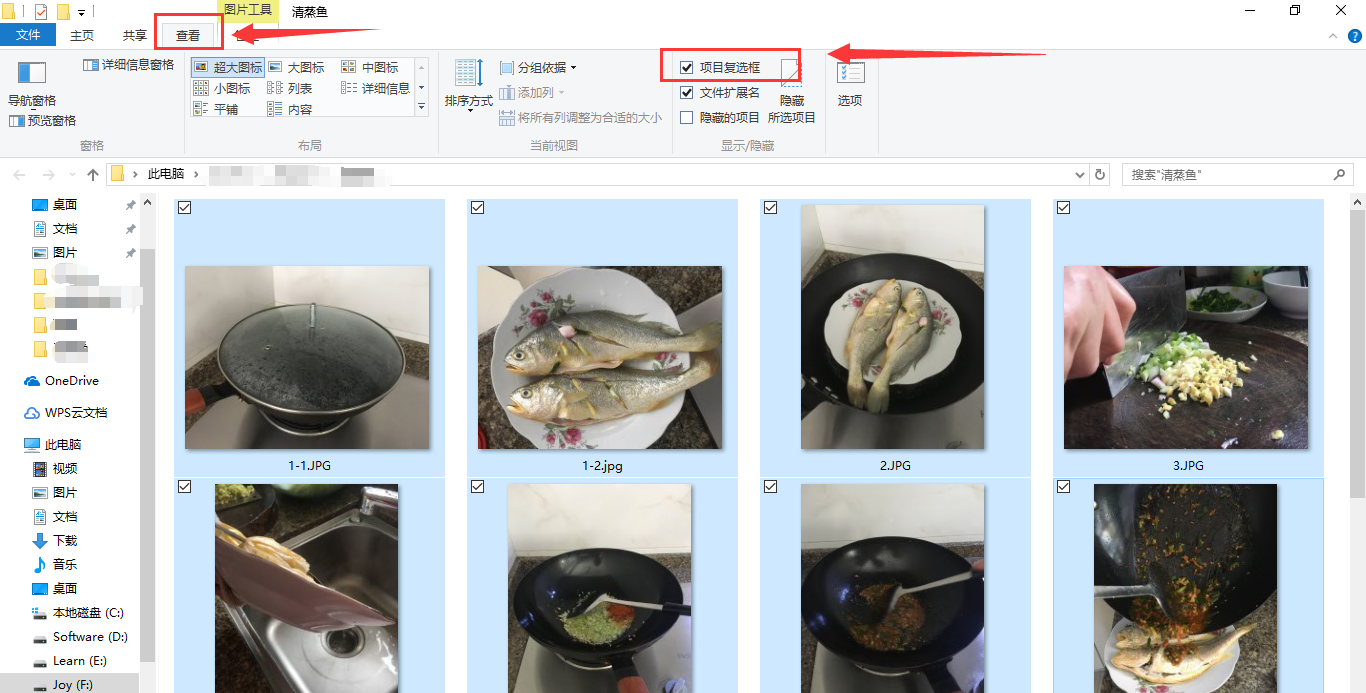 图片工具 清蒸鱼
文件 主页 共享 查看
导航窗格
预览窗格
详细信息窗格
窗格
超大图标 大图标 中图标
小图标 列表 详细信息
平铺 内容
布局
排序方式
分组依据
添加列
将所有列调整为合适的大小
当前视图
项目复选框
文件扩展名
隐藏的项目
隐藏
所选项目
显示/隐藏
选项
此电脑
搜索"清蒸鱼"
桌面
文档
图片
OneDrive
WPS云文档
此电脑
视频
图片
文档
下载
音乐
桌面
本地磁盘 (C:)
Software (D:)
Learn (E:)
Joy (F:)
1-1.JPG
1-2.jpg
2.JPG
3.JPG